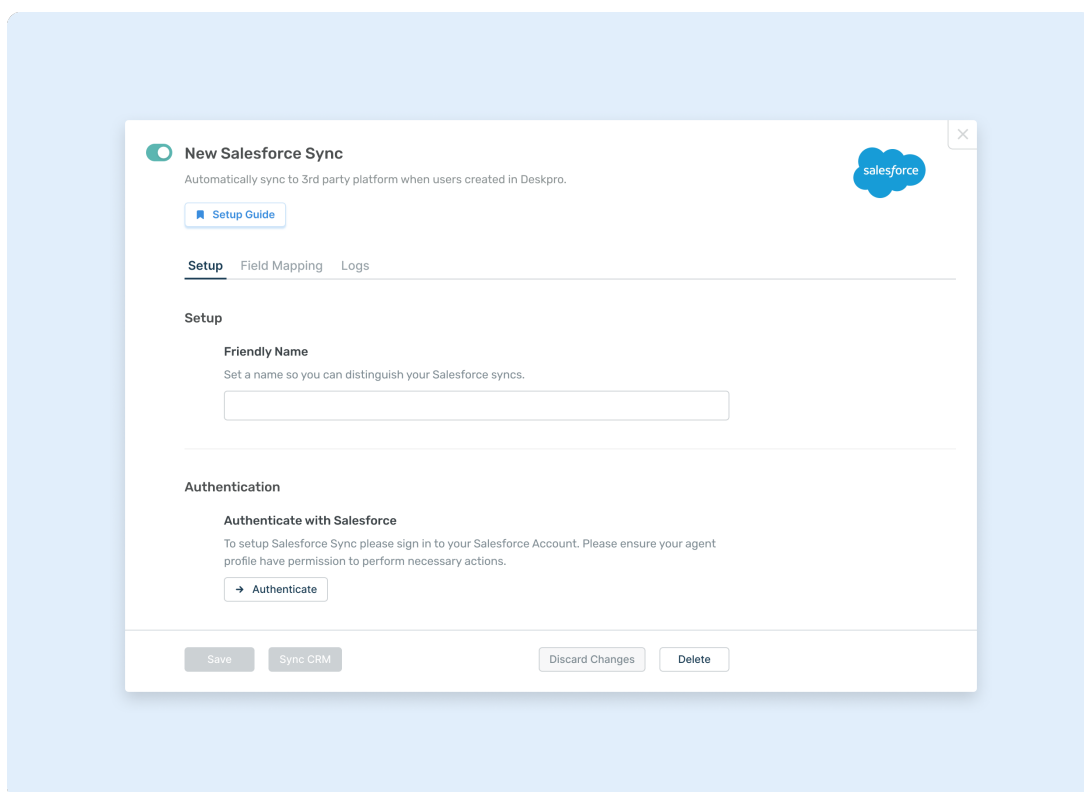 New Salesforce Sync
salesforce
Automatically sync to 3rd party platform when users created in Deskpro.
Setup Guide
Setup Field Mapping Logs
Setup
Friendly Name
Set a name so you can distinguish your Salesforce syncs.
Authentication
Authenticate with Salesforce
To setup Salesforce Sync please sign in to your Salesforce Account. Please ensure your agent
profile have permission to perform necessary actions.
Authenticate
Save Sync CRM Discard Changes Delete